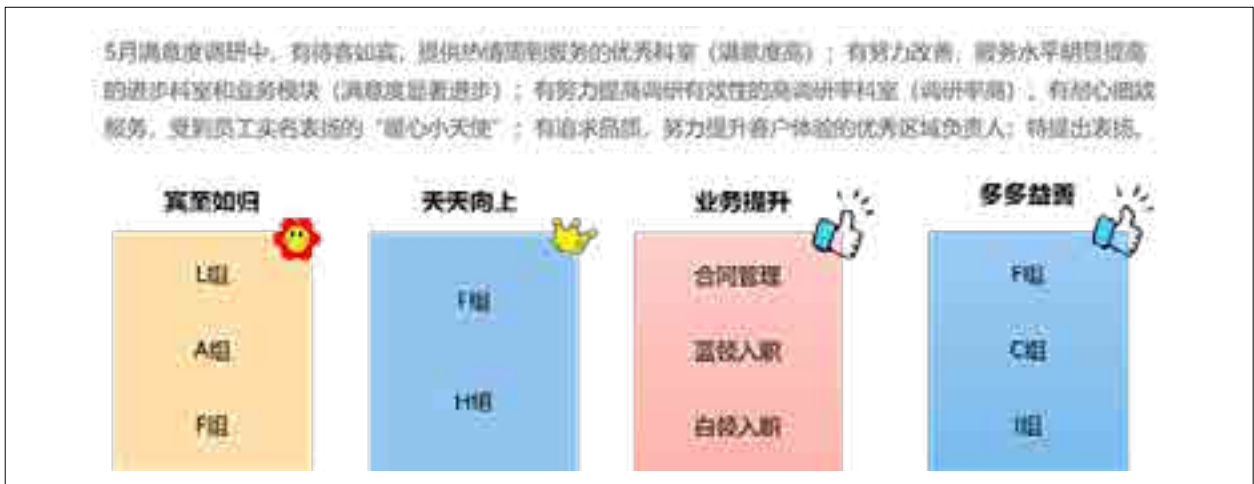 5月满意度调研中，有待客如宾，提供热情周到服务的优秀科室（满意度高）；有努力改善，服务水平明显提高
的进步科室和业务模块（满意度显著进步）；有努力提高调研有效性的高调研率科室（调研率高）、有耐心细致
服务，受到员工实名表扬的“暖心小天使”；有追求品质，努力提升客户体验的优秀区域负责人；特提出表扬。
宾至如归
L组
A组
F组
天天向上
F组
H组
业务提升
合同管理
蓝领入职
白领入职
多多益善
F组
C组